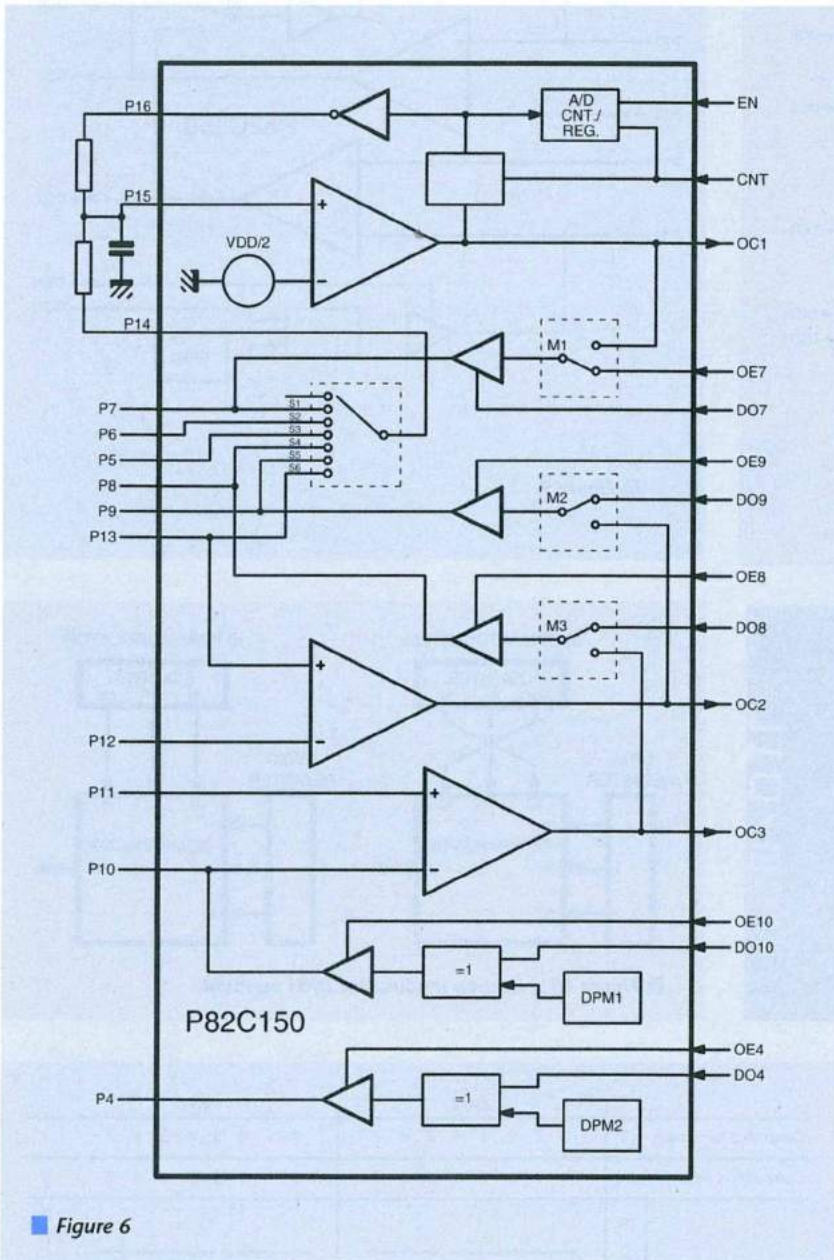 P16
A/D
CNT./
REG.
EN
CNT
P15
+
VDD/2
−
OC1
P14
M1
OE7
P7
S1
DO7
P6
S2
P5
S3
S4
P8
S5
OE9
P9
S6
M2
DO9
P13
OE8
M3
DO8
+
OC2
P12
−
P11
+
OC3
P10
−
OE10
=1
DO10
DPM1
P82C150
OE4
P4
=1
DO4
DPM2
Figure 6